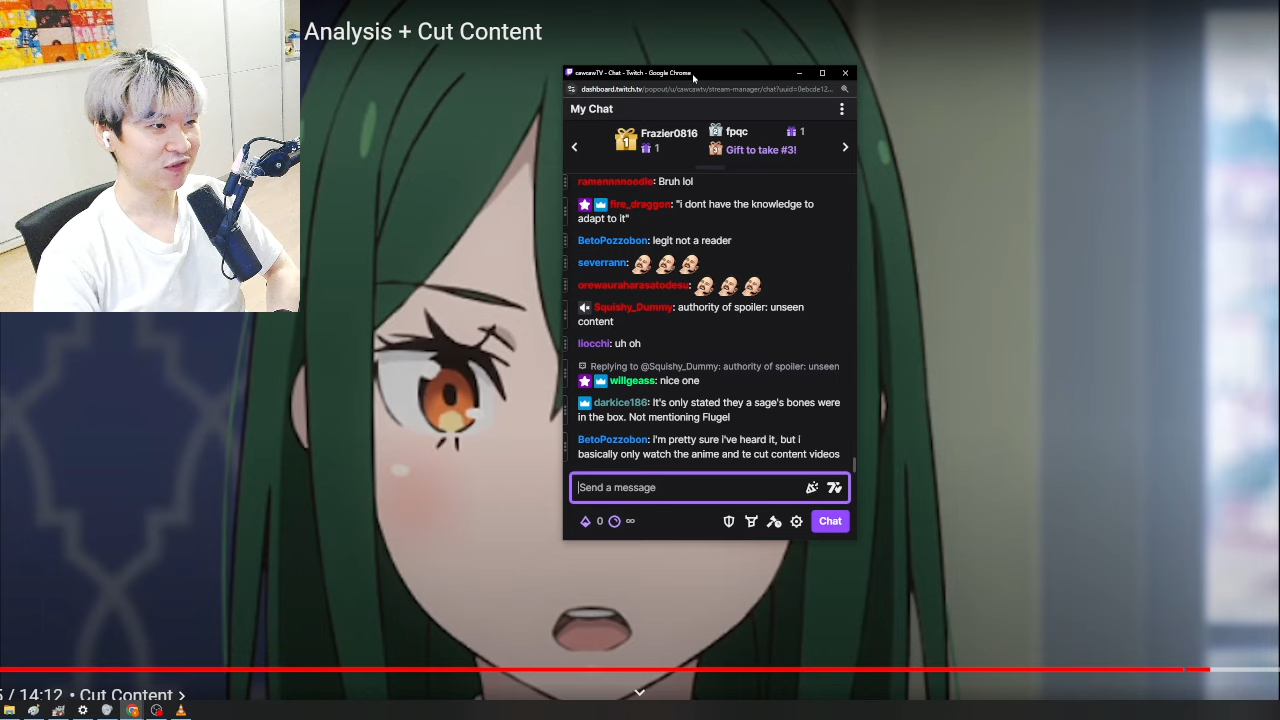 Analysis + Cut Content
cawcawTV - Chat - Twitch - Google Chrome
dashboard.twitch.tv/popout/u/cawcawtv/stream-manager/chat?uuid=0ebcde12...
My Chat
1 Frazier0816
1
2 fpqc 1
3 Gift to take #3!
ramennnnoodle: Bruh lol
fire_draggon: "i dont have the knowledge to
adapt to it"
BetoPozzobon: legit not a reader
severrann:
orewauraharasatodesu:
Squishy_Dummy: authority of spoiler: unseen
content
liocchi: uh oh
Replying to @Squishy_Dummy: authority of spoiler: unseen
willgeass: nice one
darkice186: It's only stated they a sage's bones were
in the box. Not mentioning Flugel
BetoPozzobon: i'm pretty sure i've heard it, but i
basically only watch the anime and te cut content videos
Send a message
0 ∞
Chat
5 / 14:12 • Cut Content >